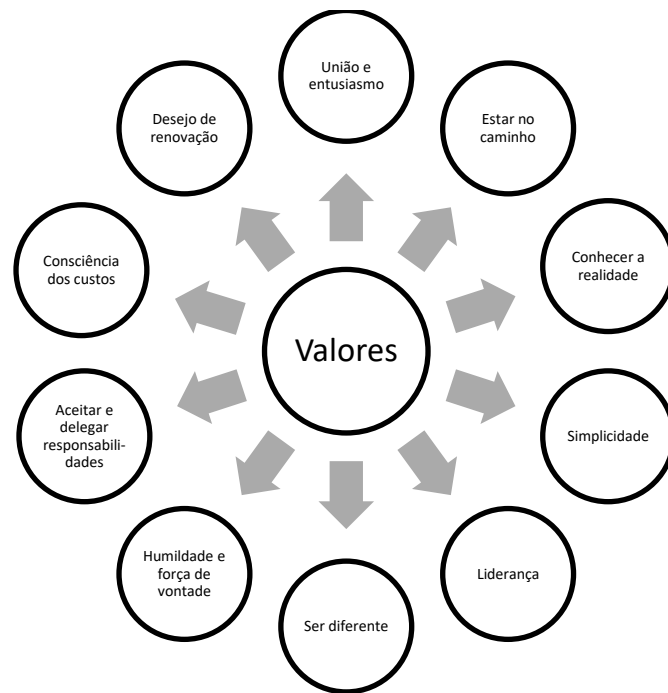 União e
entusiasmo
Estar no
caminho
Conhecer a
realidade
Simplicidade
Liderança
Ser diferente
Humildade e
força de
vontade
Aceitar e
delegar
responsabili-
dades
Consciência
dos custos
Desejo de
renovação
Valores